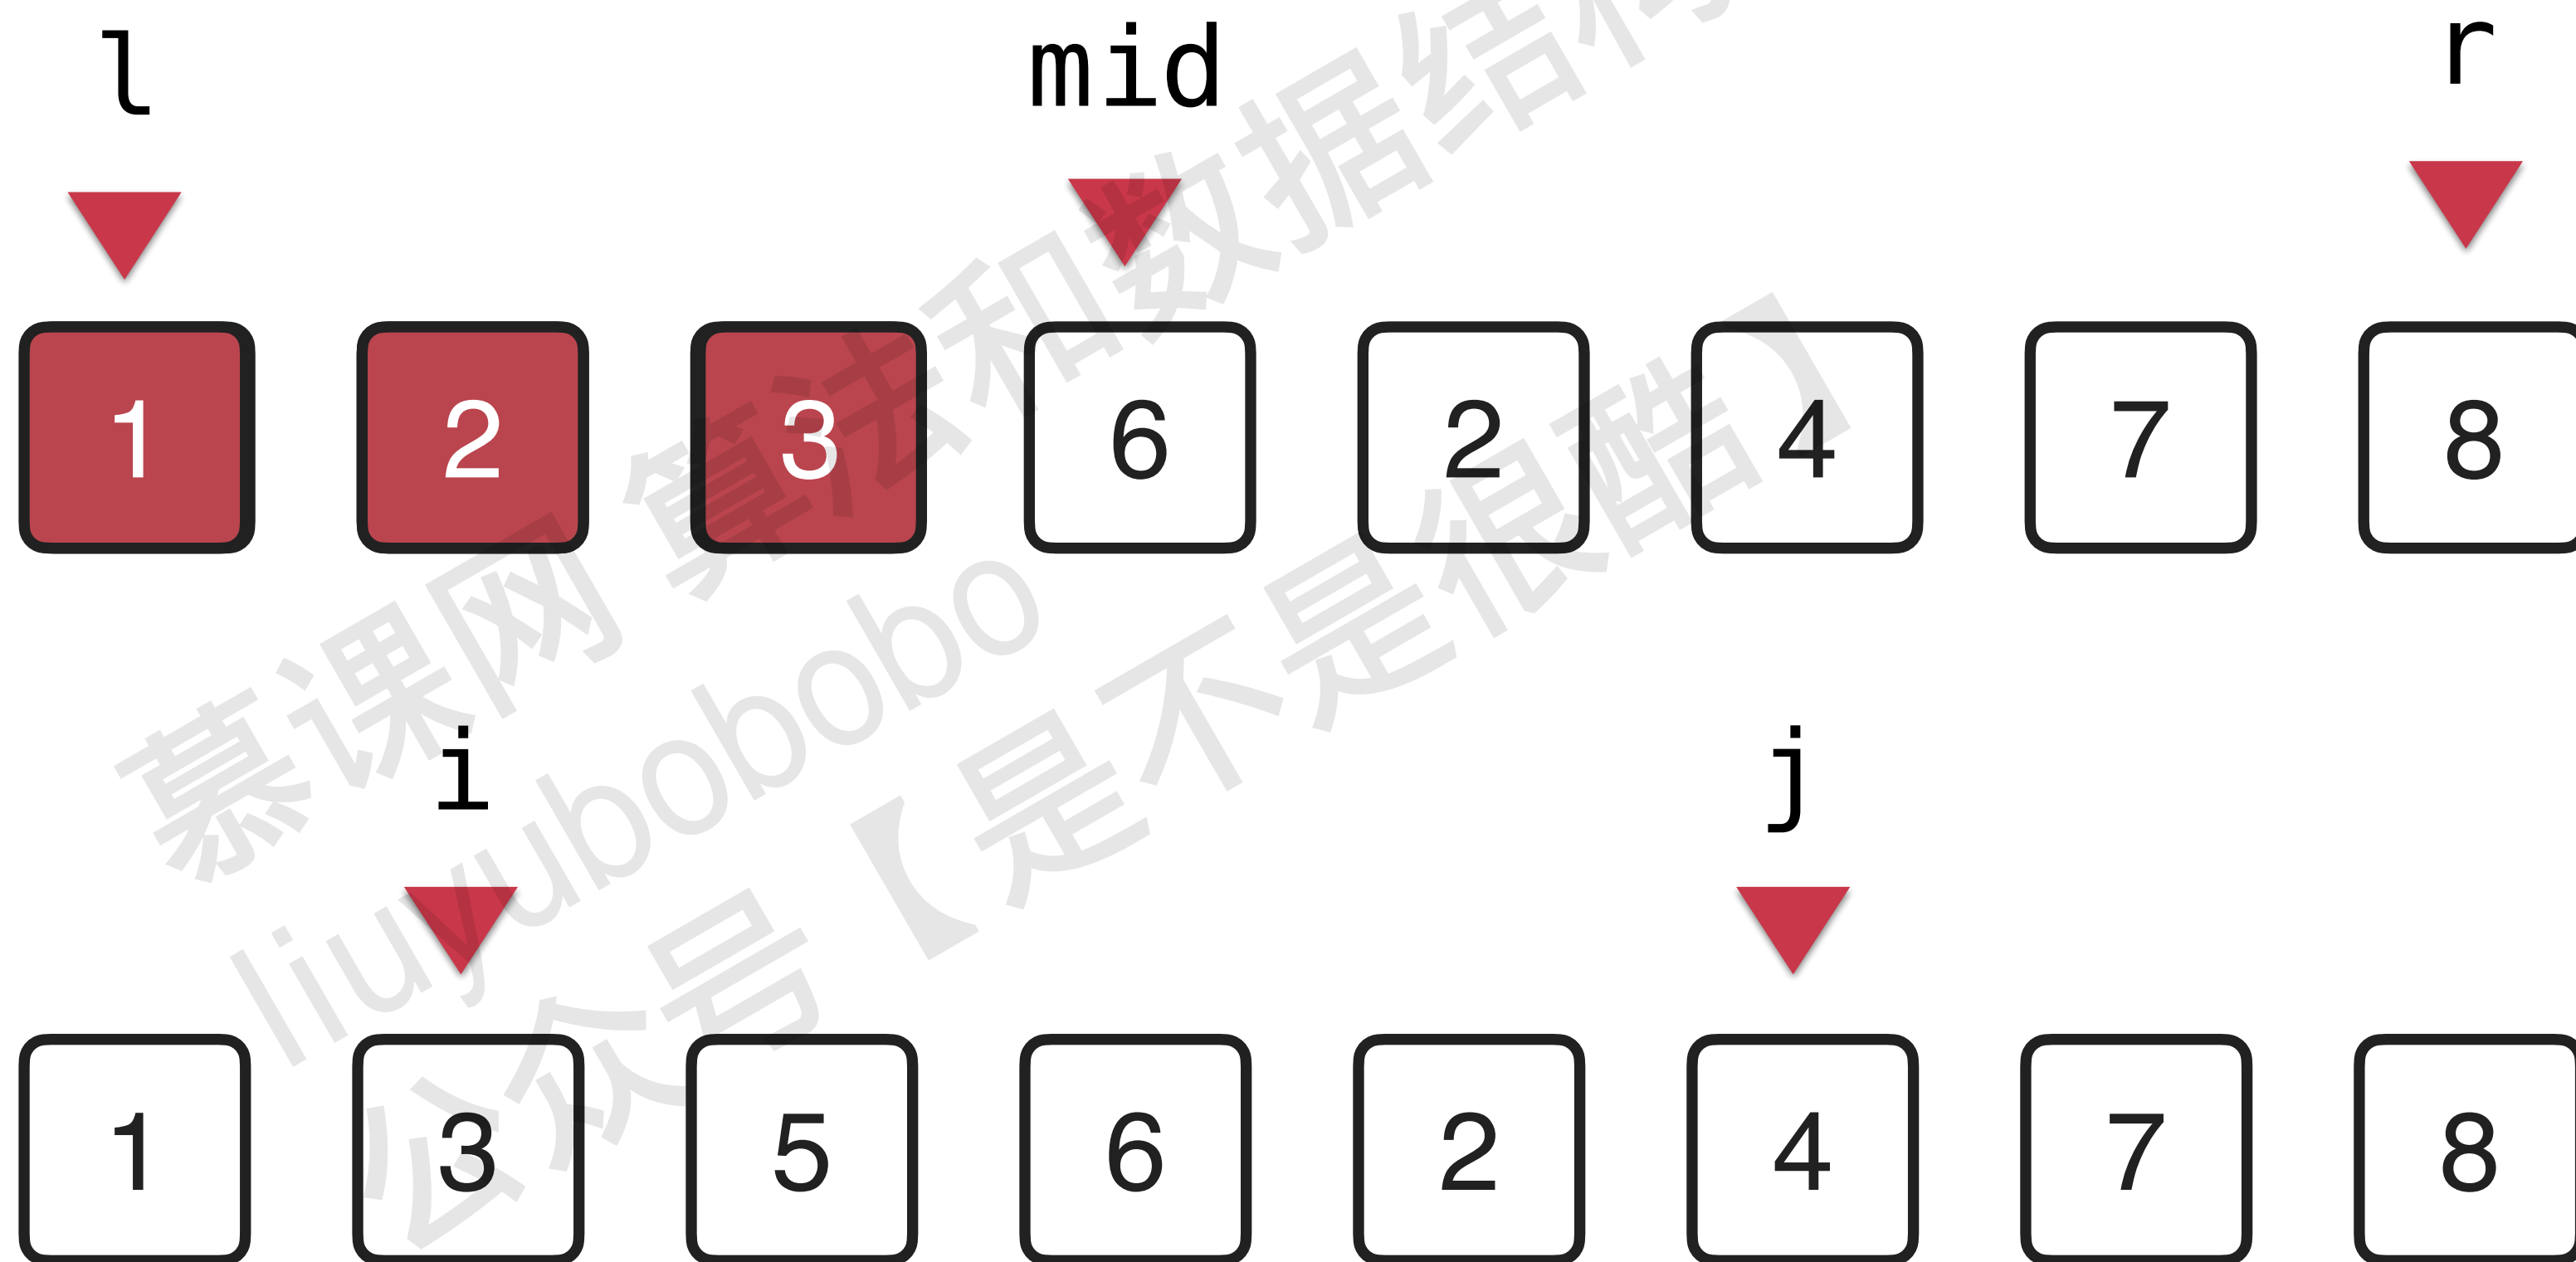 l mid r
1 2 3 6 2 4 7 8
i j
1 3 5 6 2 4 7 8
慕课网 算法和数据结构
liuyubobobo
公众号【是不是很酷】